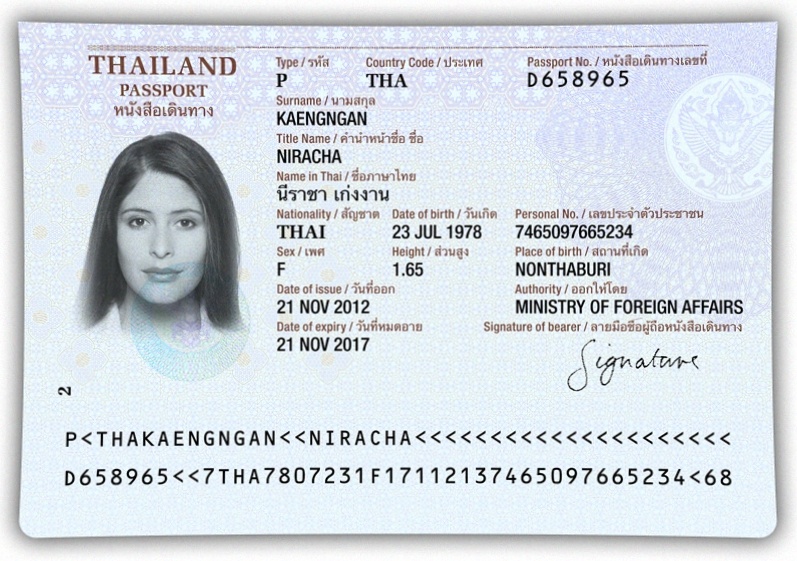 THAILAND
PASSPORT
หนังสือเดินทาง
Type / รหัส Country Code / ประเทศ Passport No. / หนังสือเดินทางเลขที่
P THA D658965
Surname / นามสกุล
KAENGNGAN
Title Name / คำนำหน้าชื่อ ชื่อ
NIRACHA
Name in Thai / ชื่อภาษาไทย
นีราชา เก่งงาน
Nationality / สัญชาต Date of birth / วันเกิด Personal No. / เลขประจำตัวประชาชน
THAI 23 JUL 1978 7465097665234
Sex / เพศ Height / ส่วนสูง Place of birth / สถานที่เกิด
F 1.65 NONTHABURI
Date of issue / วันที่ออก Authority / ออกให้โดย
21 NOV 2012 MINISTRY OF FOREIGN AFFAIRS
Date of expiry / วันที่หมดอาย Signature of bearer / ลายมือชื่อผู้ถือหนังสือเดินทาง
21 NOV 2017 Signature
2
P<THAKAENGNGAN<<NIRACHA<<<<<<<<<<<<<<<<<<<<<
D658965<<7THA7807231F17112137465097665234<68